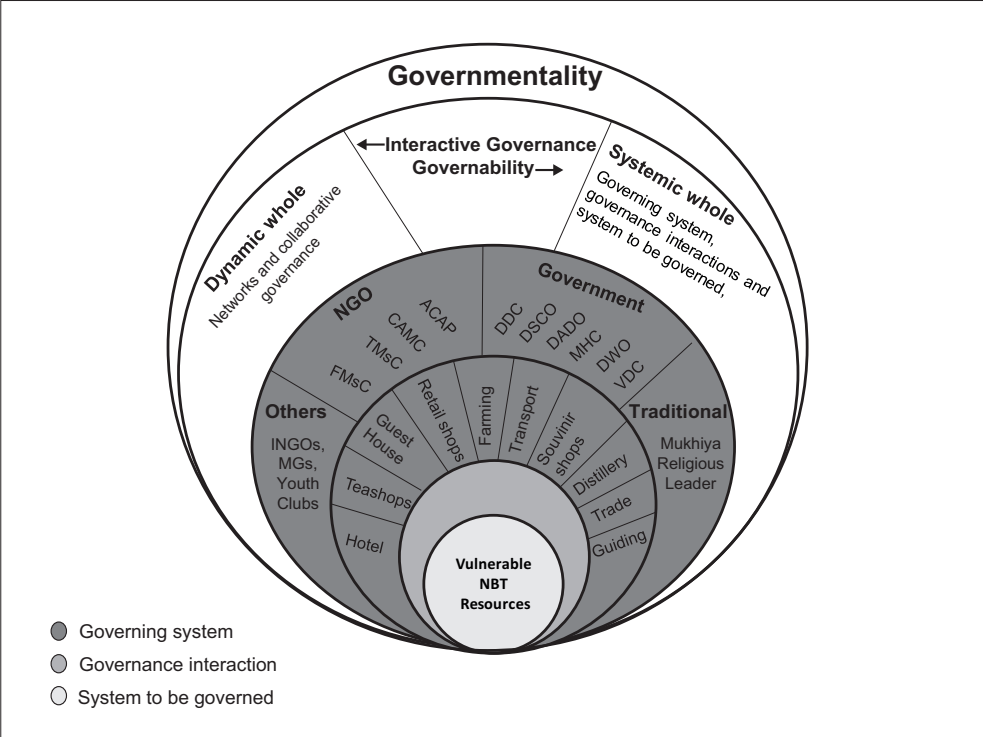 Governmentality
Interactive Governance
Governability
Dynamic whole
Networks and collaborative
governance
Systemic whole
Governing system,
governance interactions and
system to be governed,
NGO
FMsC
TMsC
CAMC
ACAP
Government
DDC
DSCO
DADO
MHC
DWO
VDC
Others
INGOs,
MGs,
Youth
Clubs
Traditional
Mukhiya
Religious
Leader
Hotel
Teashops
Guest
House
Retail shops
Farming
Transport
Souvinir
shops
Distillery
Trade
Guiding
Vulnerable
NBT
Resources
Governing system
Governance interaction
System to be governed